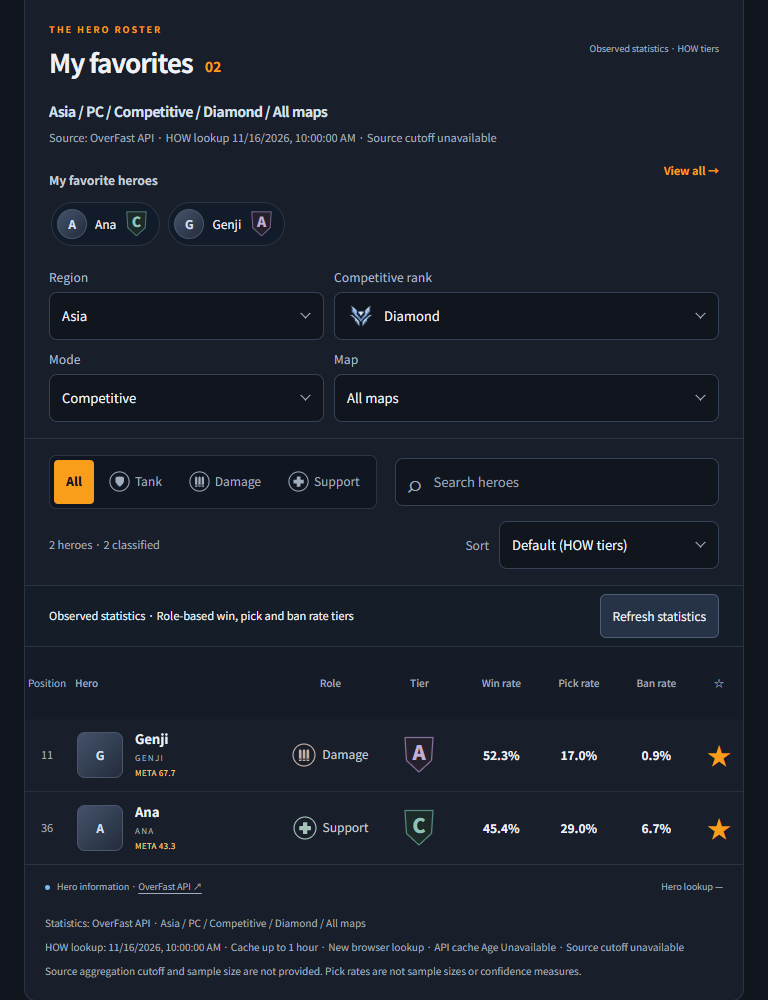 THE HERO ROSTER
My favorites 02
Observed statistics · HOW tiers
Asia / PC / Competitive / Diamond / All maps
Source: OverFast API · HOW lookup 11/16/2026, 10:00:00 AM · Source cutoff unavailable
My favorite heroes
View all →
A Ana C
G Genji A
Region
Competitive rank
Asia
Diamond
Mode
Map
Competitive
All maps
All Tank Damage Support
Search heroes
2 heroes · 2 classified
Sort Default (HOW tiers)
Observed statistics · Role-based win, pick and ban rate tiers
Refresh statistics
Position Hero Role Tier Win rate Pick rate Ban rate ☆
11 G Genji Damage A 52.3% 17.0% 0.9% ★
GENJI
META 67.7
36 A Ana Support C 45.4% 29.0% 6.7% ★
ANA
META 43.3
Hero information · OverFast API ↗
Hero lookup —
Statistics: OverFast API · Asia / PC / Competitive / Diamond / All maps
HOW lookup: 11/16/2026, 10:00:00 AM · Cache up to 1 hour · New browser lookup · API cache Age Unavailable · Source cutoff unavailable
Source aggregation cutoff and sample size are not provided. Pick rates are not sample sizes or confidence measures.